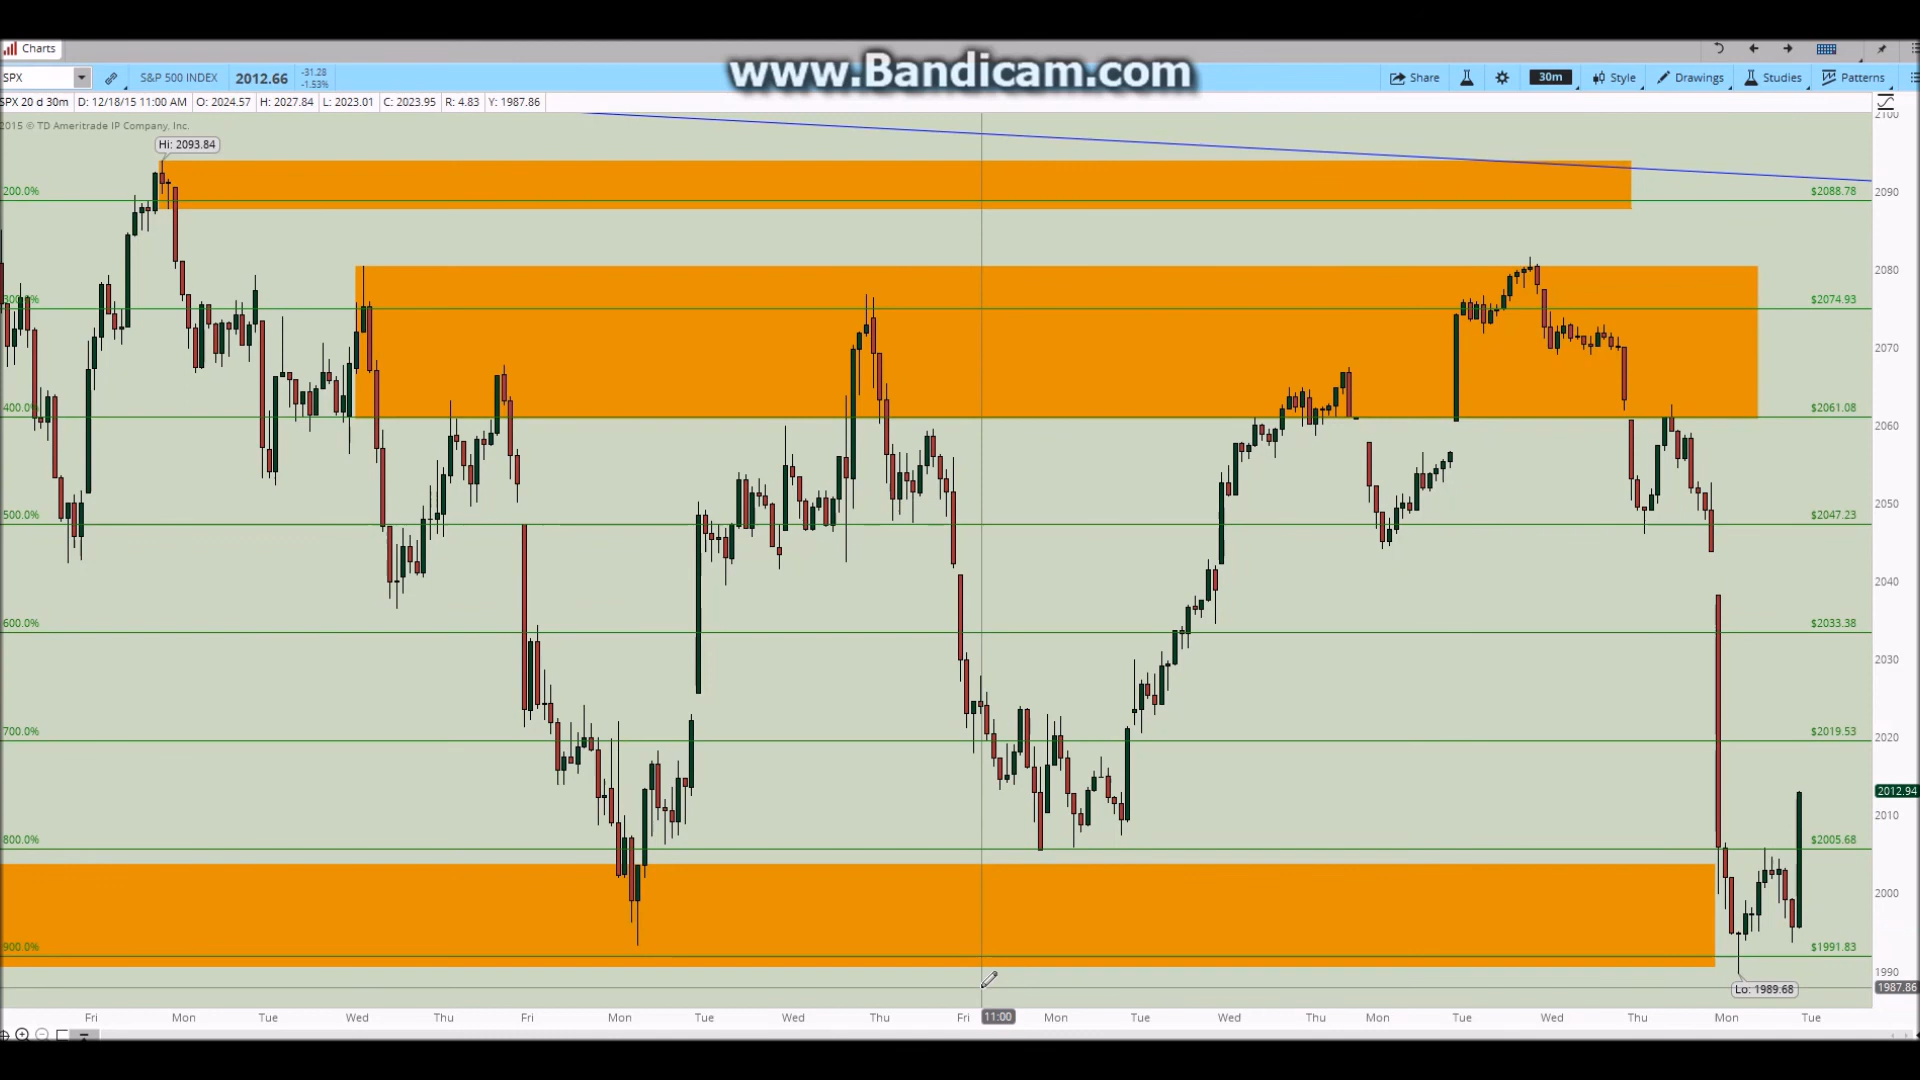 www.Bandicam.com
Charts
SPX S&P 500 INDEX 2012.66 -31.28 -1.53% Share 30m Style Drawings Studies Patterns
SPX 20 d 30m D: 12/18/15 11:00 AM O: 2024.57 H: 2027.84 L: 2023.01 C: 2023.95 R: 4.83 Y: 1987.86
2015 © TD Ameritrade IP Company, Inc.
2100
Hi: 2093.84
200.0% $2088.78 2090
2080
300.0% $2074.93
2070
400.0% $2061.08
2060
500.0% $2047.23 2050
2040
600.0% $2033.38
2030
700.0% $2019.53 2020
2012.94
2010
800.0% $2005.68
2000
900.0% $1991.83
1990
Lo: 1989.68 1987.86
Fri Mon Tue Wed Thu Fri Mon Tue Wed Thu Fri 11:00 Mon Tue Wed Thu Mon Tue Wed Thu Mon Tue